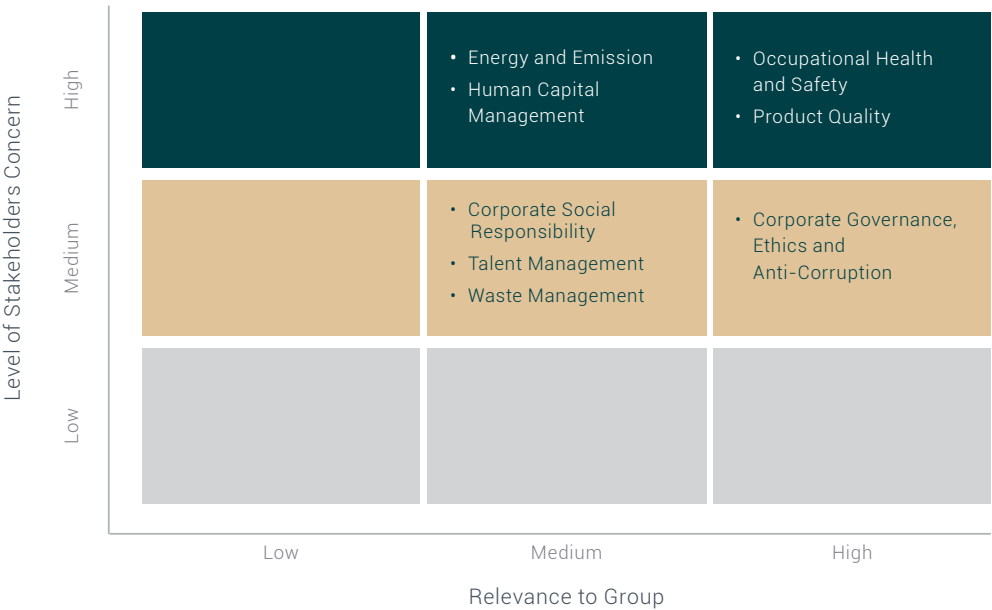 Level of Stakeholders Concern
High
• Energy and Emission
• Human Capital
Management
• Occupational Health
and Safety
• Product Quality
Medium
• Corporate Social
Responsibility
• Talent Management
• Waste Management
• Corporate Governance,
Ethics and
Anti-Corruption
Low
Low
Medium
High
Relevance to Group